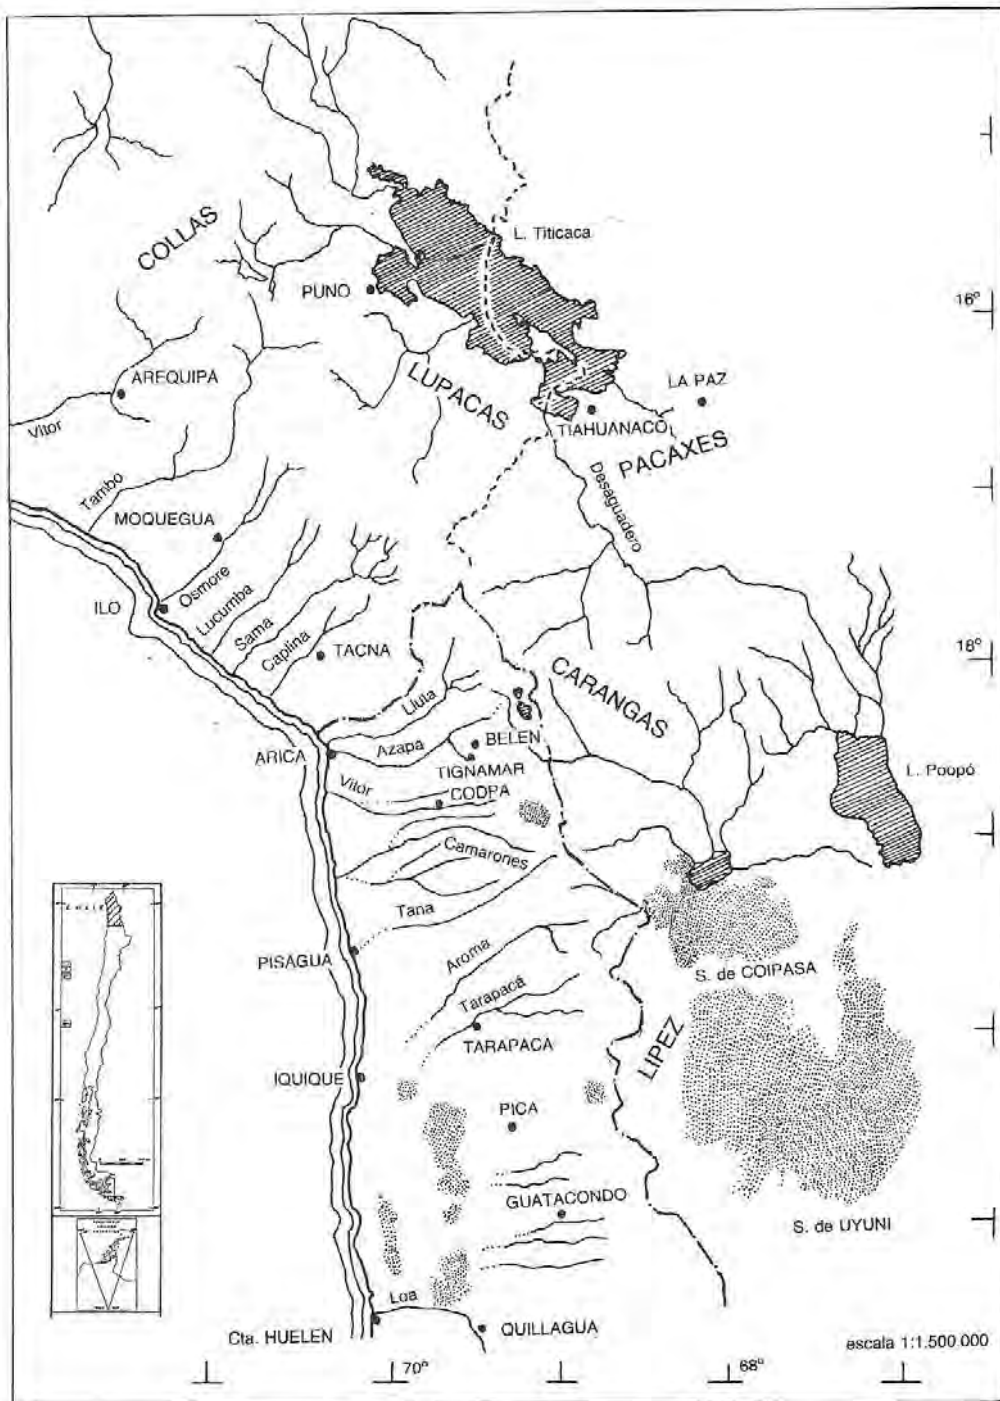 L. Titicaca
COLLAS
PUNO
16°
AREQUIPA
LUPACAS
LA PAZ
Vitor
TIAHUANACO
PACAXES
Tambo
Desaguadero
MOQUEGUA
ILO
Osmore
Lucumba
Sama
Caplina
TACNA
18°
CARANGAS
Lluta
ARICA
Azapa
BELEN
TIGNAMAR
L. Poopó
Vitor
CODPA
Camarones
CHILE
Tana
PISAGUA
Aroma
S. de COIPASA
Tarapacá
TARAPACA
LIPEZ
IQUIQUE
PICA
GUATACONDO
S. de UYUNI
Loa
Cta. HUELEN
QUILLAGUA
escala 1:1.500.000
70°
68°